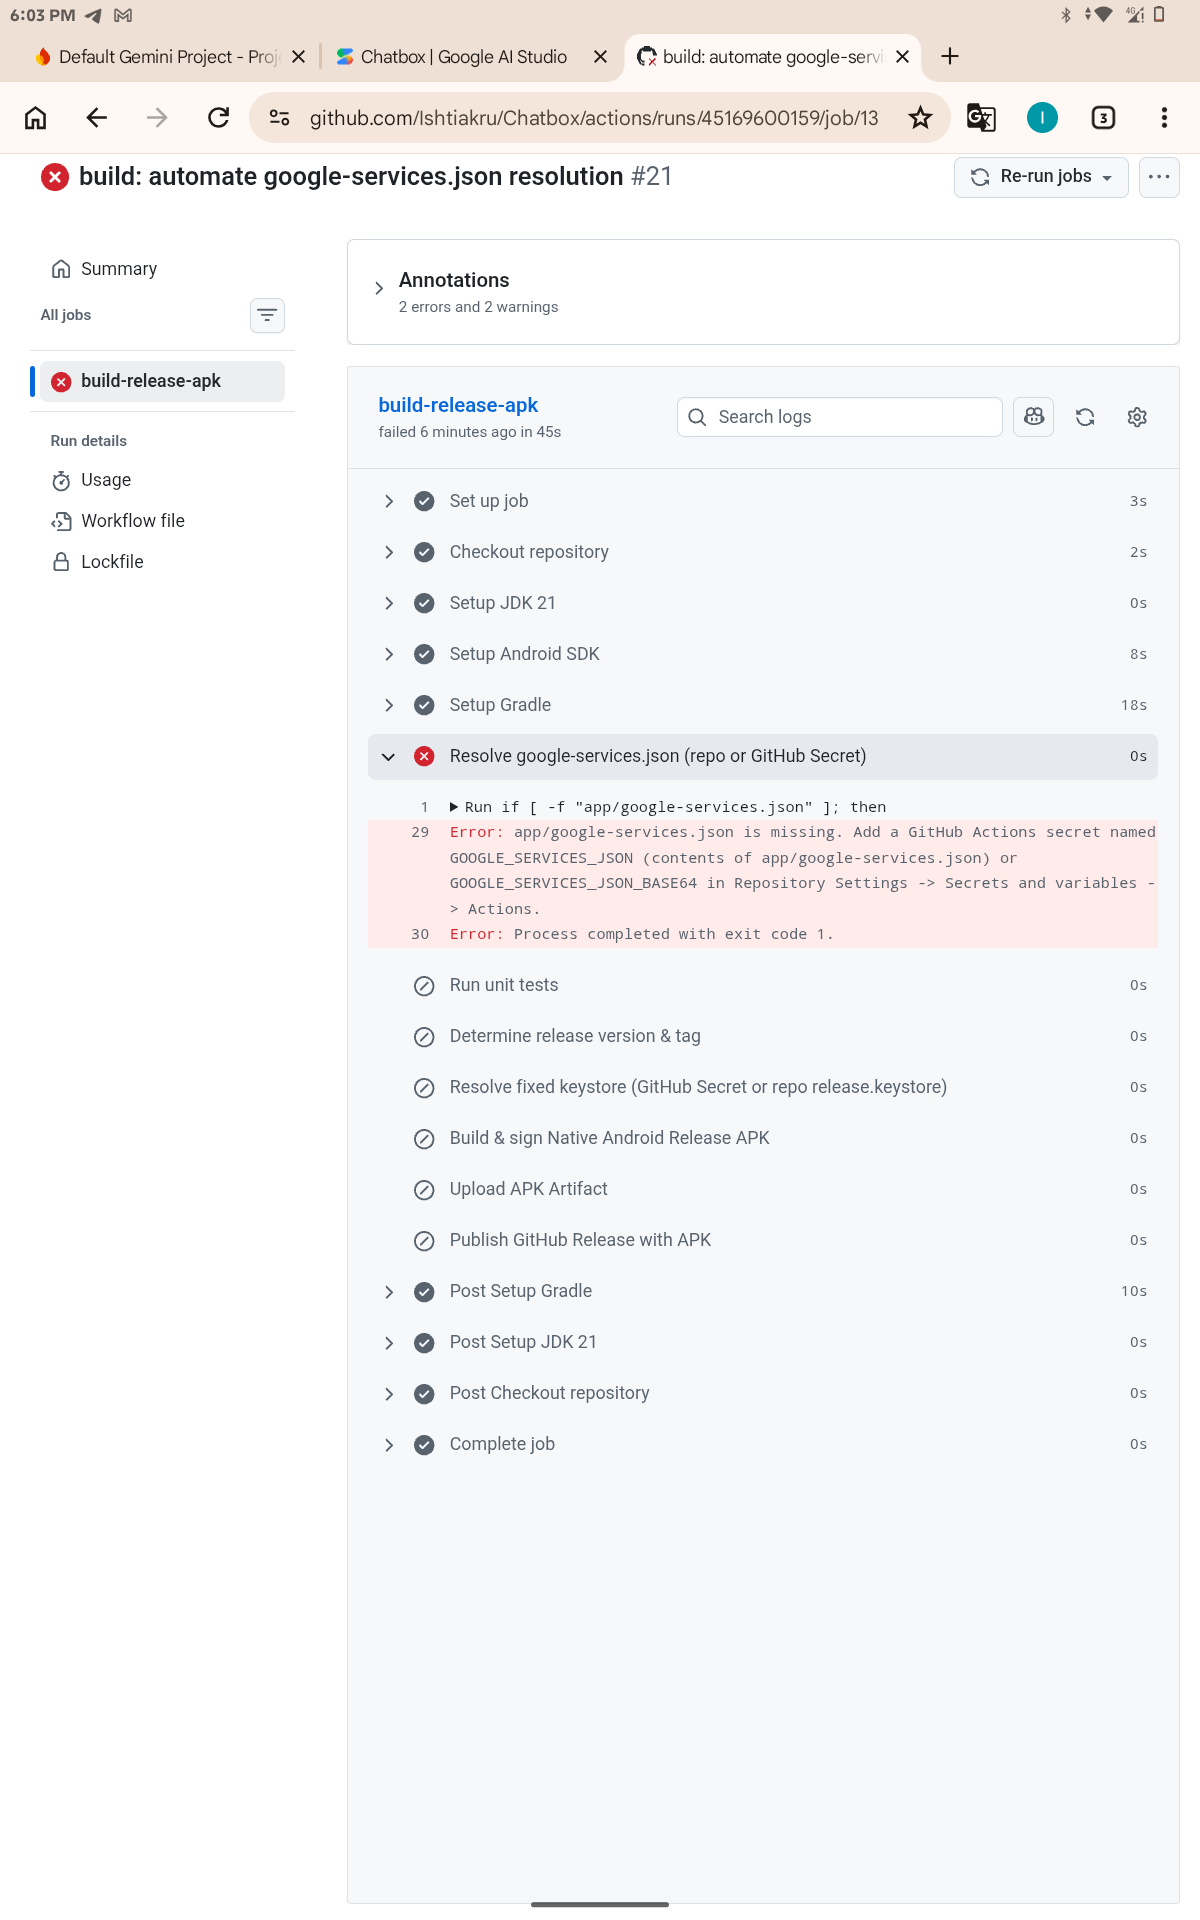 6:03 PM
4G
Default Gemini Project - Proj
Chatbox | Google AI Studio
build: automate google-servi
github.com/Ishtiakru/Chatbox/actions/runs/45169600159/job/13
I
3
build: automate google-services.json resolution #21
Re-run jobs
Summary
All jobs
build-release-apk
Run details
Usage
Workflow file
Lockfile
Annotations
2 errors and 2 warnings
build-release-apk
failed 6 minutes ago in 45s
Search logs
Set up job 3s
Checkout repository 2s
Setup JDK 21 0s
Setup Android SDK 8s
Setup Gradle 18s
Resolve google-services.json (repo or GitHub Secret) 0s
1 Run if [ -f "app/google-services.json" ]; then
29 Error: app/google-services.json is missing. Add a GitHub Actions secret named
GOOGLE_SERVICES_JSON (contents of app/google-services.json) or
GOOGLE_SERVICES_JSON_BASE64 in Repository Settings -> Secrets and variables -
> Actions.
30 Error: Process completed with exit code 1.
Run unit tests 0s
Determine release version & tag 0s
Resolve fixed keystore (GitHub Secret or repo release.keystore) 0s
Build & sign Native Android Release APK 0s
Upload APK Artifact 0s
Publish GitHub Release with APK 0s
Post Setup Gradle 10s
Post Setup JDK 21 0s
Post Checkout repository 0s
Complete job 0s